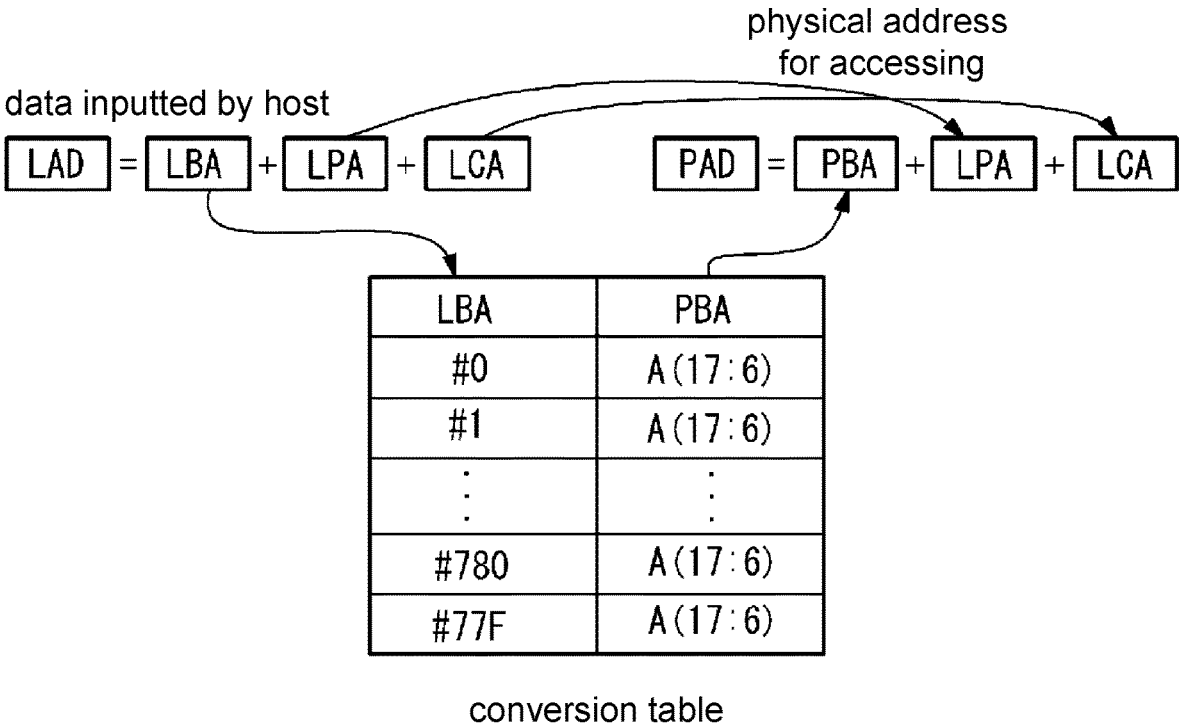 physical address
for accessing
data inputted by host
LAD = LBA + LPA + LCA
PAD = PBA + LPA + LCA
LBA PBA
#0 A(17:6)
#1 A(17:6)
⋮ ⋮
#780 A(17:6)
#77F A(17:6)
conversion table